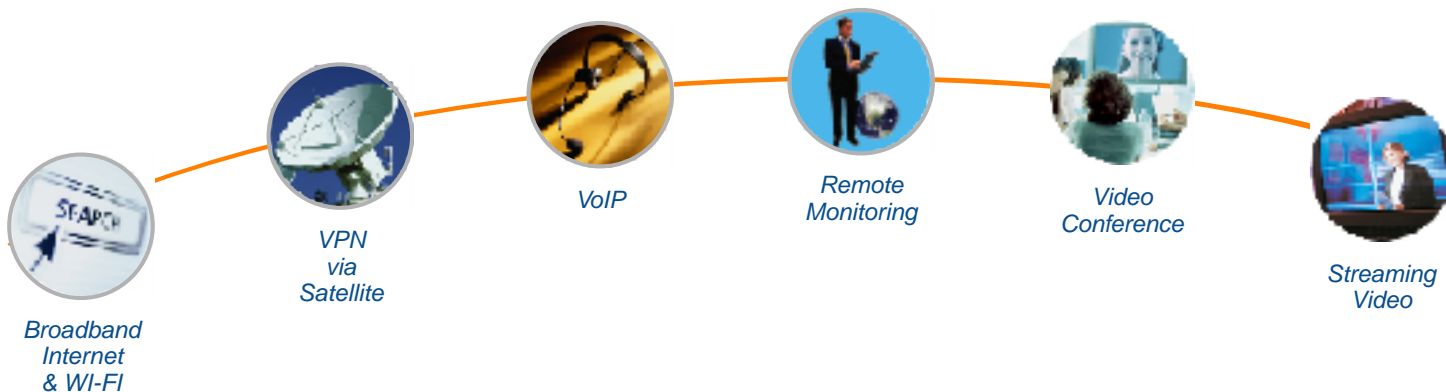 SEARCH
Broadband
Internet
& WI-FI
VPN
via
Satellite
VoIP
Remote
Monitoring
Video
Conference
Streaming
Video